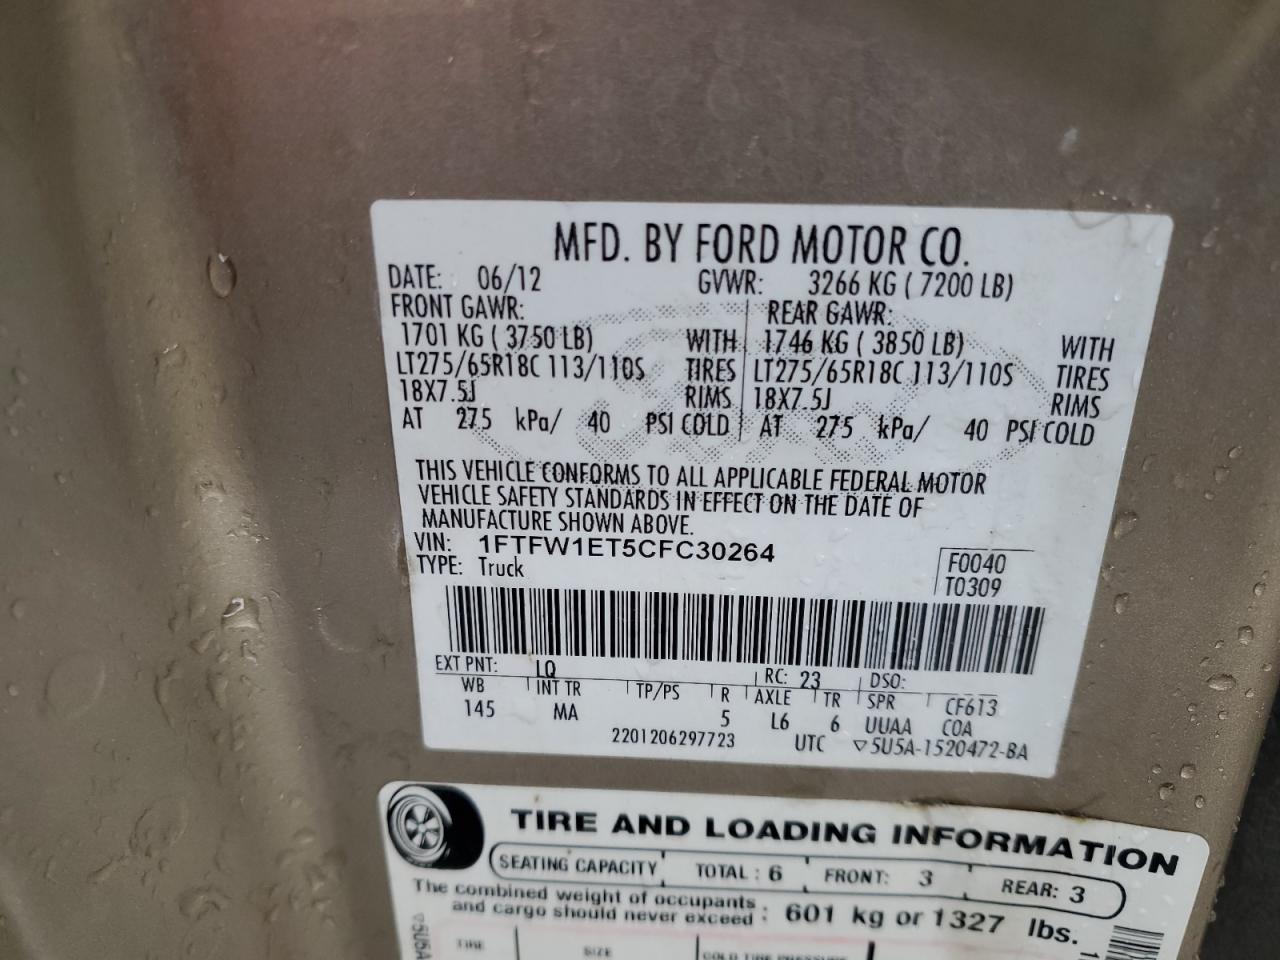 MFD. BY FORD MOTOR CO.
DATE: 06/12 GVWR: 3266 KG ( 7200 LB)
FRONT GAWR: REAR GAWR:
1701 KG ( 3750 LB) WITH 1746 KG ( 3850 LB) WITH
LT275/65R18C 113/110S TIRES LT275/65R18C 113/110S TIRES
18X7.5J RIMS 18X7.5J RIMS
AT 275 kPa/ 40 PSI COLD AT 275 kPa/ 40 PSI COLD
THIS VEHICLE CONFORMS TO ALL APPLICABLE FEDERAL MOTOR
VEHICLE SAFETY STANDARDS IN EFFECT ON THE DATE OF
MANUFACTURE SHOWN ABOVE.
VIN: 1FTFW1ET5CFC30264
TYPE: Truck
F0040
T0309
EXT PNT: LQ RC: 23 DSO:
WB INT TR TP/PS R AXLE TR SPR CF613
145 MA 5 L6 6 UUAA COA
2201206297723 UTC ▽5U5A-1520472-BA
TIRE AND LOADING INFORMATION
SEATING CAPACITY TOTAL : 6 FRONT: 3 REAR: 3
The combined weight of occupants
and cargo should never exceed : 601 kg or 1327 lbs.
TIRE SIZE COLD TIRE PRESSURE
▽5U5A